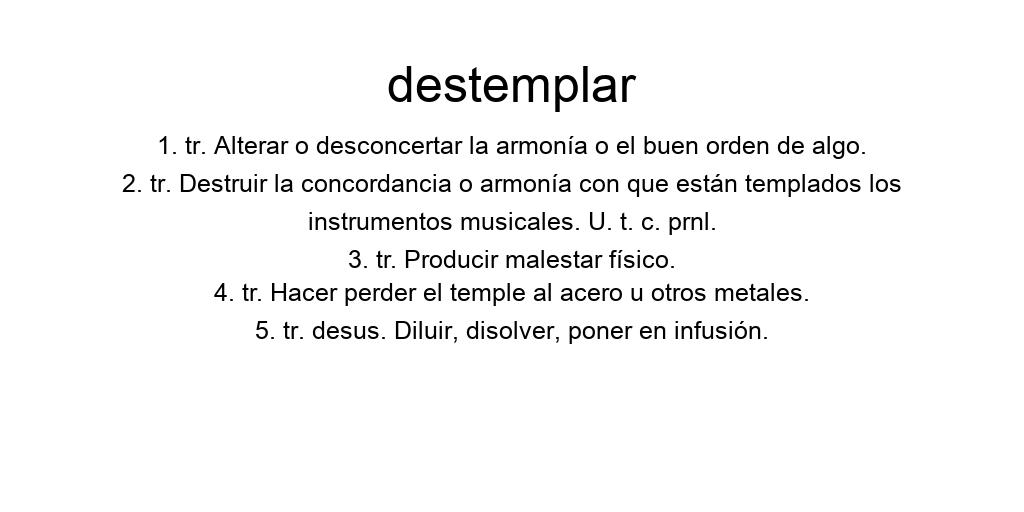 destemplar
1. tr. Alterar o desconcertar la armonía o el buen orden de algo.
2. tr. Destruir la concordancia o armonía con que están templados los
instrumentos musicales. U. t. c. prnl.
3. tr. Producir malestar físico.
4. tr. Hacer perder el temple al acero u otros metales.
5. tr. desus. Diluir, disolver, poner en infusión.